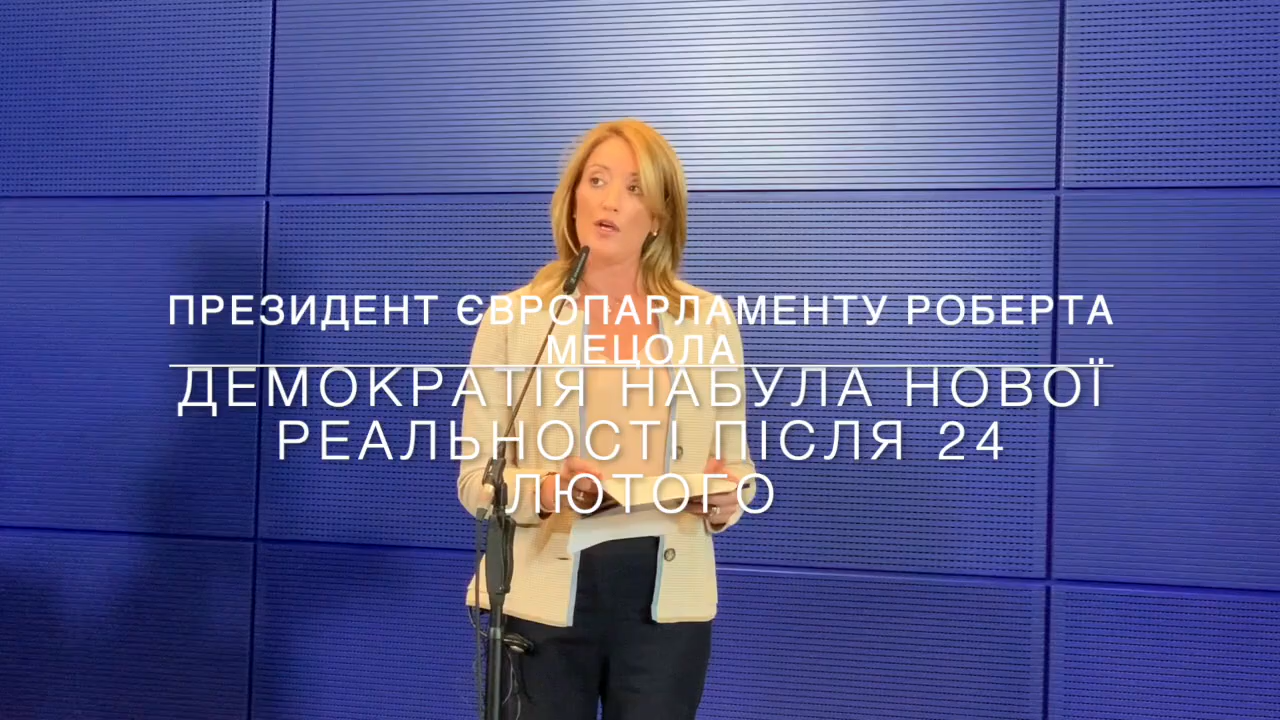 ПРЕЗИДЕНТ ЄВРОПАРЛАМЕНТУ РОБЕРТА
МЕЦОЛА
ДЕМОКРАТІЯ НАБУЛА НОВОЇ
РЕАЛЬНОСТІ ПІСЛЯ 24
ЛЮТОГО